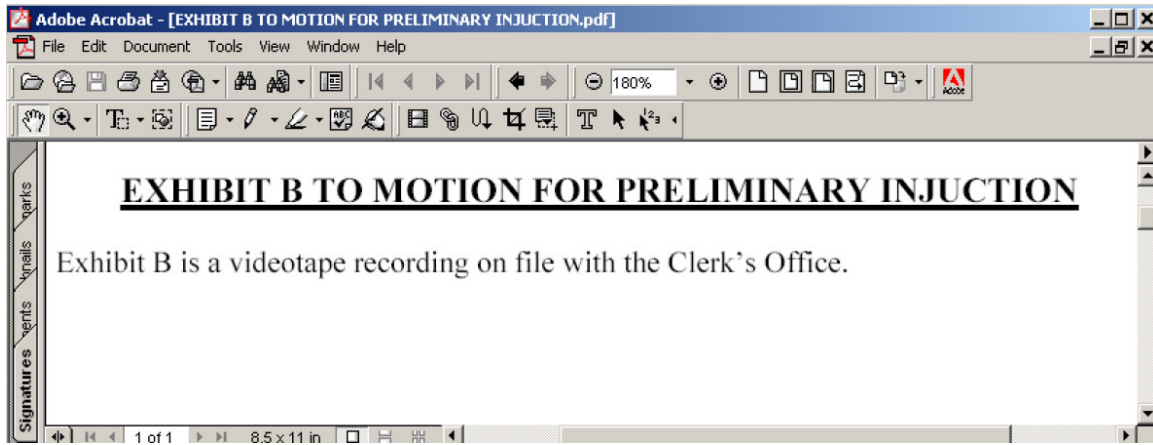 Adobe Acrobat - [EXHIBIT B TO MOTION FOR PRELIMINARY INJUCTION.pdf]
File Edit Document Tools View Window Help
180%
Adobe
EXHIBIT B TO MOTION FOR PRELIMINARY INJUCTION
Exhibit B is a videotape recording on file with the Clerk's Office.
Signatures
1 of 1 8.5 x 11 in